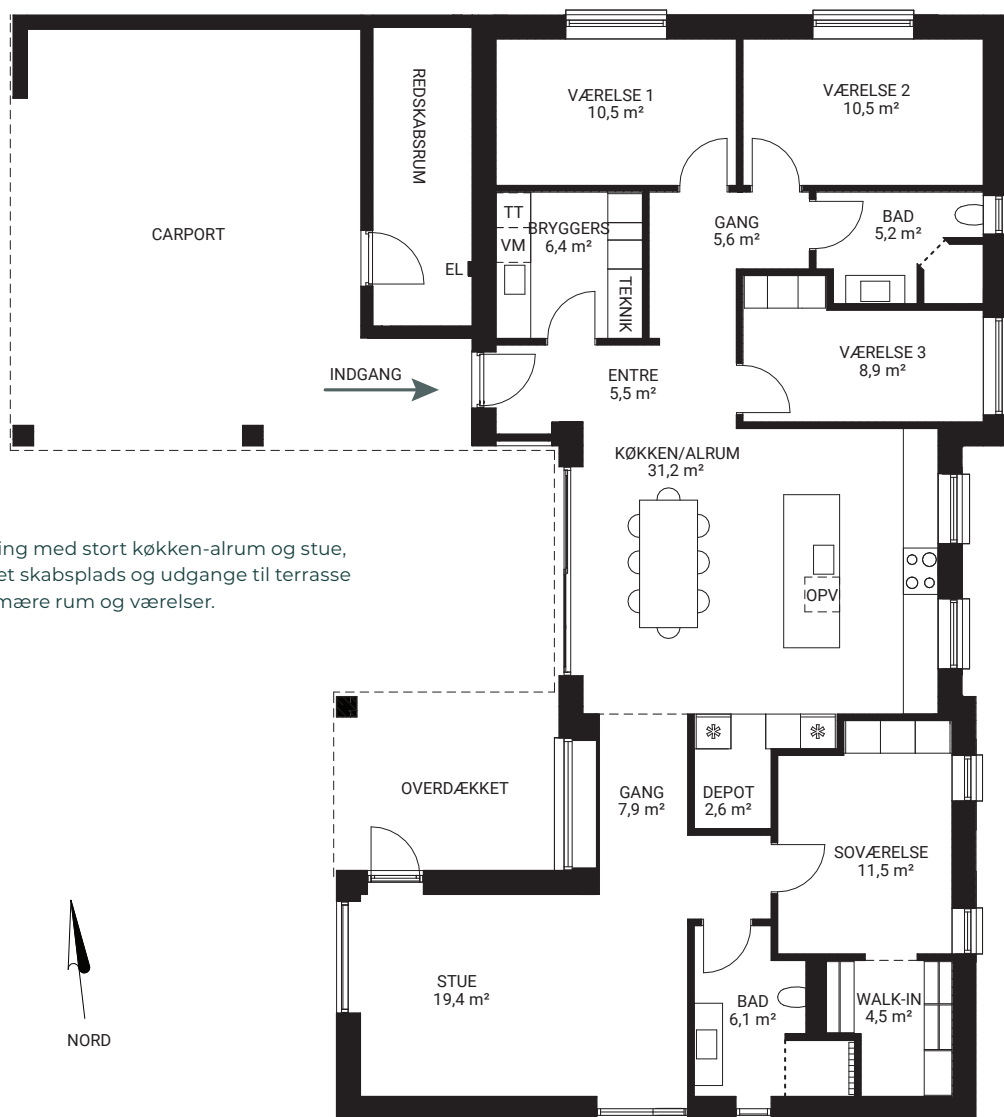 VÆRELSE 1
10,5 m²
VÆRELSE 2
10,5 m²
REDSKABSRUM
CARPORT
EL
TT
VM
BRYGGERS
6,4 m²
TEKNIK
GANG
5,6 m²
BAD
5,2 m²
VÆRELSE 3
8,9 m²
INDGANG
ENTRE
5,5 m²
KØKKEN/ALRUM
31,2 m²
OPV
ing med stort køkken-alrum og stue,
et skabsplads og udgange til terrasse
mære rum og værelser.
OVERDÆKKET
GANG
7,9 m²
DEPOT
2,6 m²
SOVÆRELSE
11,5 m²
STUE
19,4 m²
BAD
6,1 m²
WALK-IN
4,5 m²
NORD